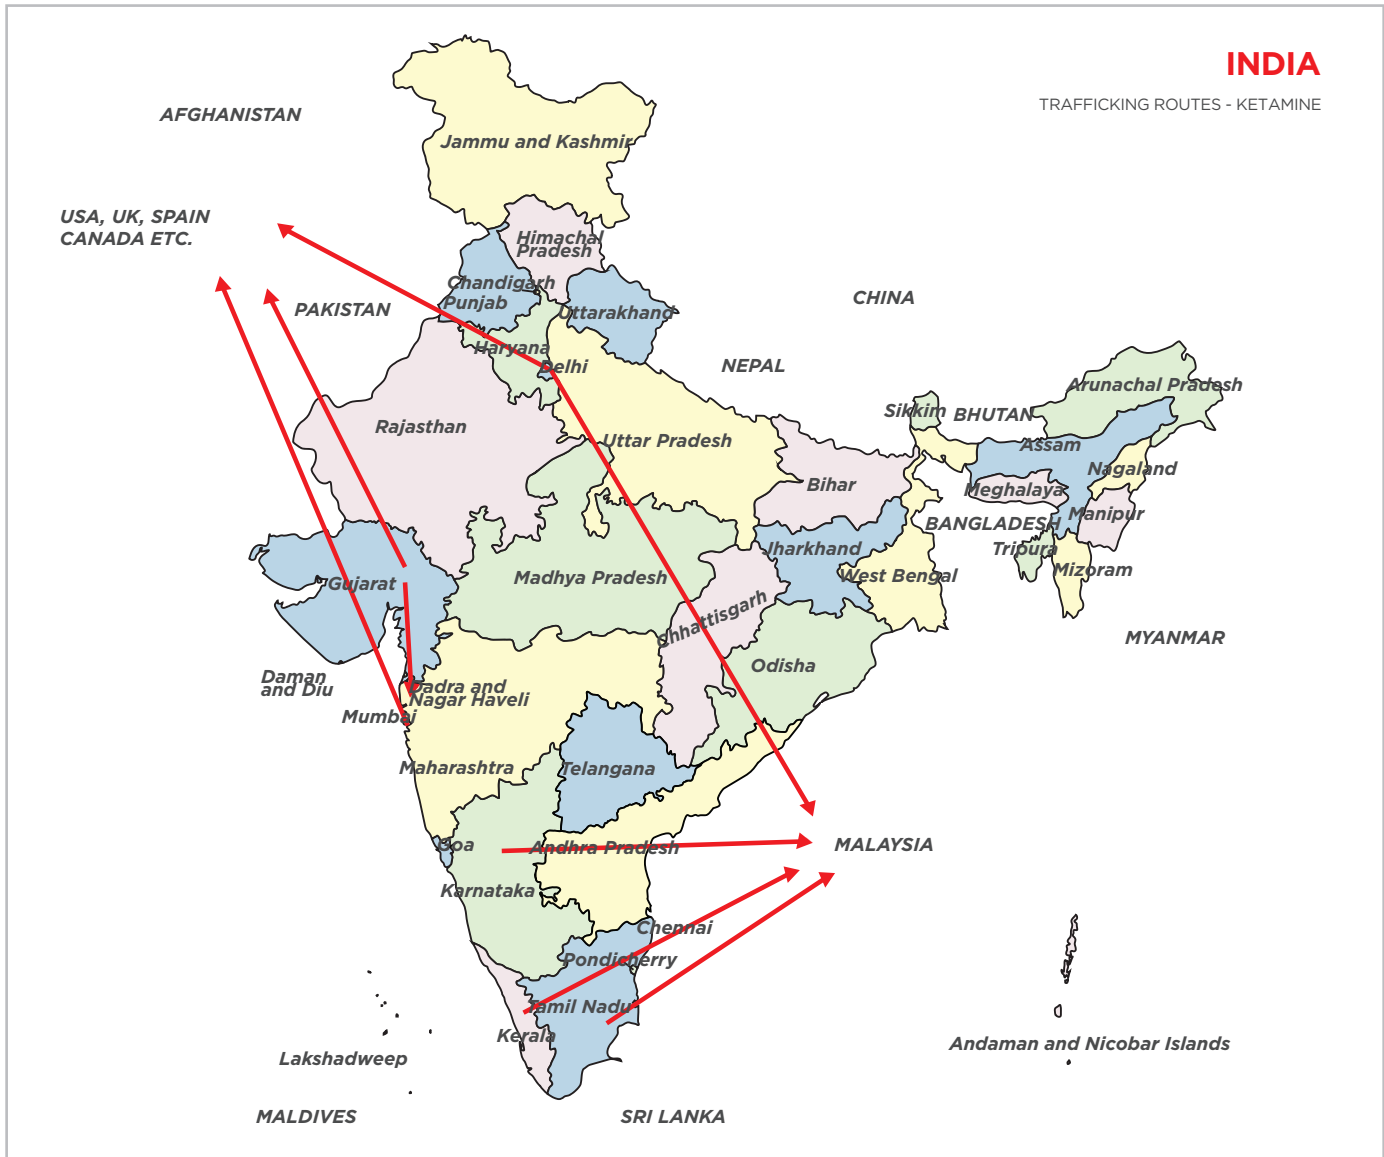 INDIA
TRAFFICKING ROUTES - KETAMINE
AFGHANISTAN
Jammu and Kashmir
USA, UK, SPAIN
CANADA ETC.
Himachal
Pradesh
Chandigarh
Punjab
PAKISTAN
Uttarakhand
CHINA
Haryana
Delhi
NEPAL
Arunachal Pradesh
Sikkim
BHUTAN
Rajasthan
Uttar Pradesh
Assam
Nagaland
Bihar
Meghalaya
Manipur
BANGLADESH
Jharkhand
Tripura
Mizoram
Gujarat
Madhya Pradesh
West Bengal
Chhattisgarh
MYANMAR
Odisha
Daman
and Diu
Dadra and
Nagar Haveli
Mumbai
Maharashtra
Telangana
Goa
Andhra Pradesh
MALAYSIA
Karnataka
Chennai
Pondicherry
Tamil Nadu
Kerala
Andaman and Nicobar Islands
Lakshadweep
MALDIVES
SRI LANKA